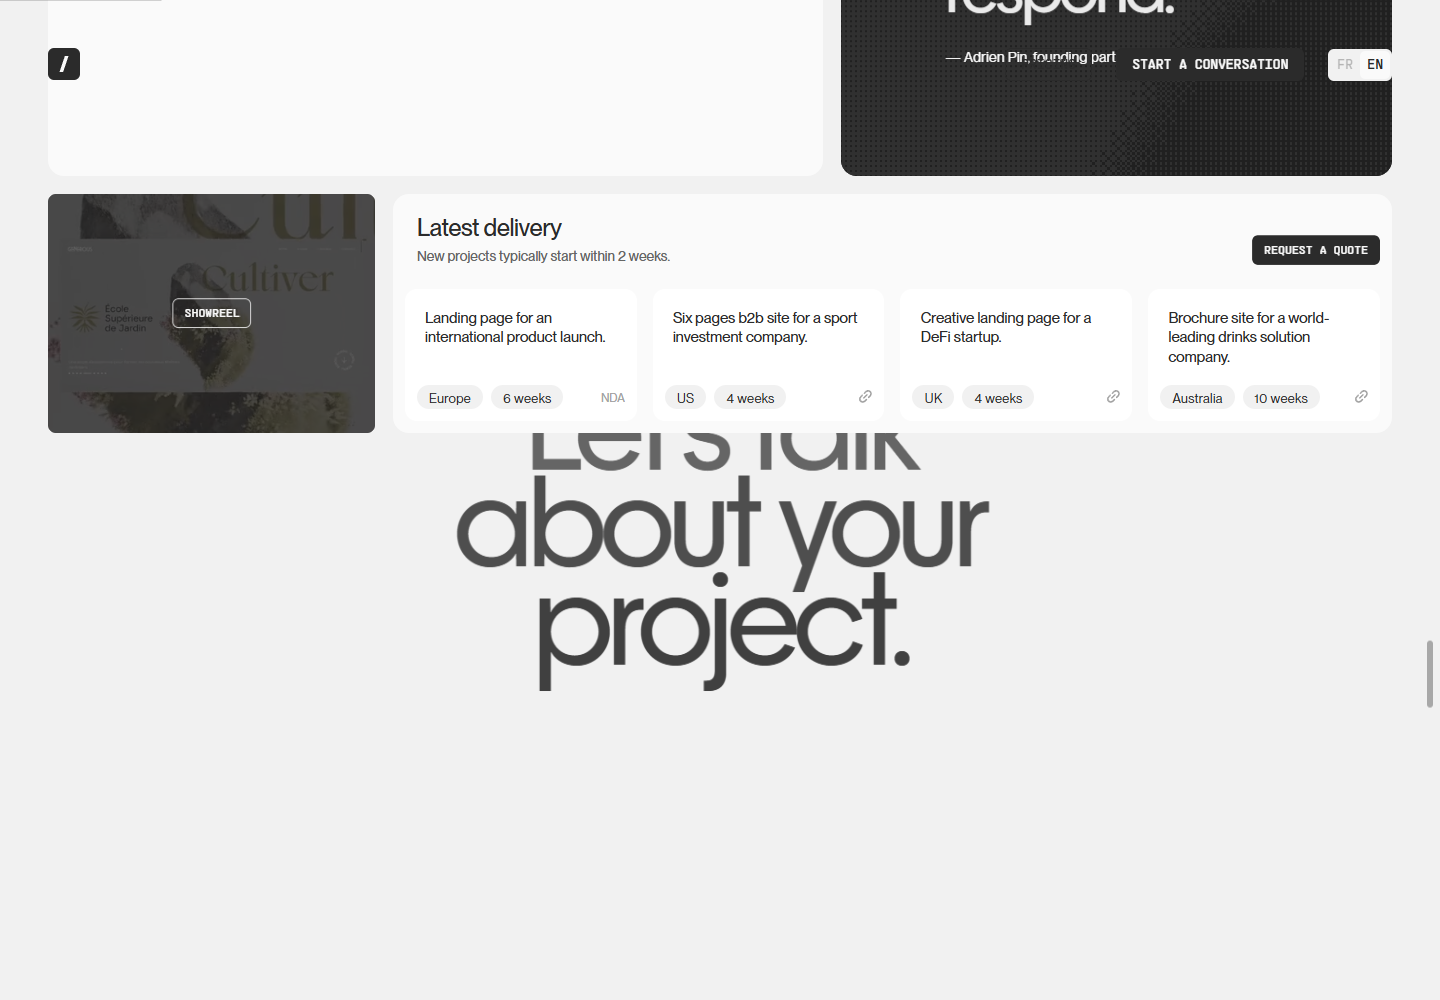 respond.
— Adrien Pin, founding part
/
START A CONVERSATION
FR
EN
Cul
Cultiver
École
Supérieure
de Jardin
SHOWREEL
Latest delivery
New projects typically start within 2 weeks.
REQUEST A QUOTE
Landing page for an
international product launch.
Europe
6 weeks
NDA
Six pages b2b site for a sport
investment company.
US
4 weeks
Creative landing page for a
DeFi startup.
UK
4 weeks
Brochure site for a world-
leading drinks solution
company.
Australia
10 weeks
Let's talk
about your
project.